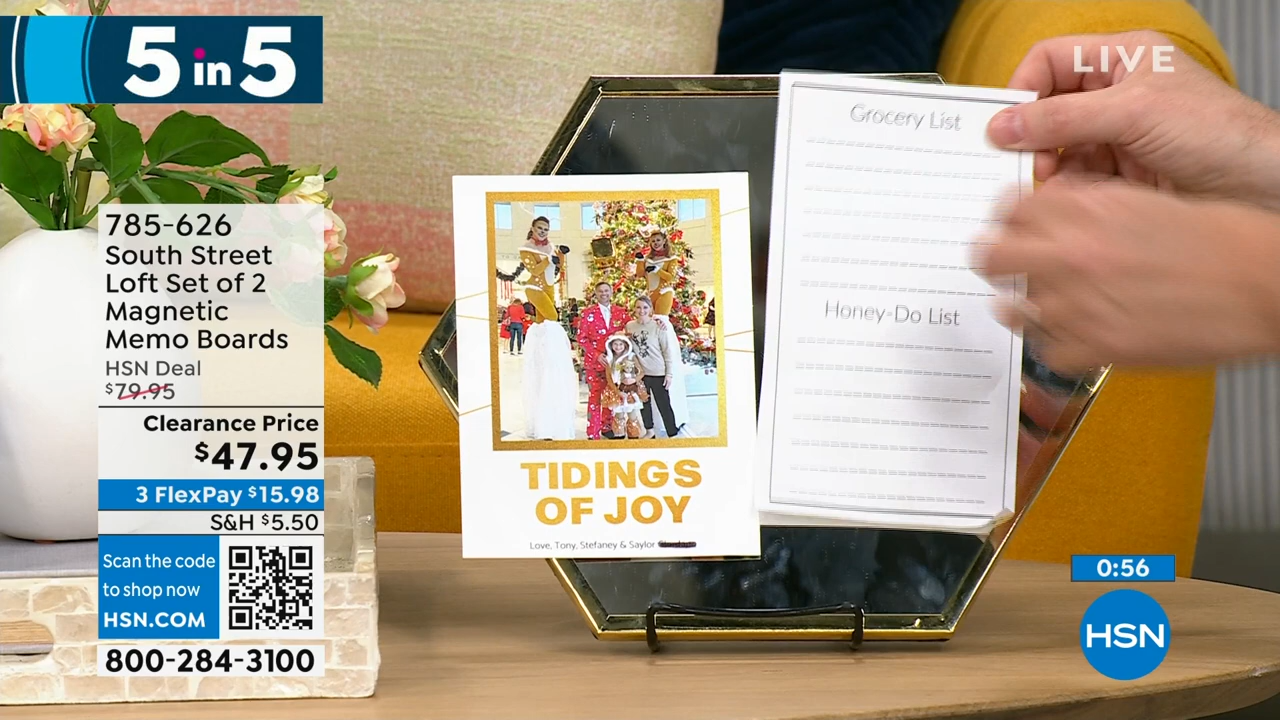 5 in 5
LIVE
785-626
South Street
Loft Set of 2
Magnetic
Memo Boards
HSN Deal
$79.95
Clearance Price
$47.95
3 FlexPay $15.98
S&H $5.50
Scan the code
to shop now
HSN.COM
800-284-3100
TIDINGS
OF JOY
Love, Tony, Stefaney & Saylor
Grocery List
Honey-Do List
0:56
HSN